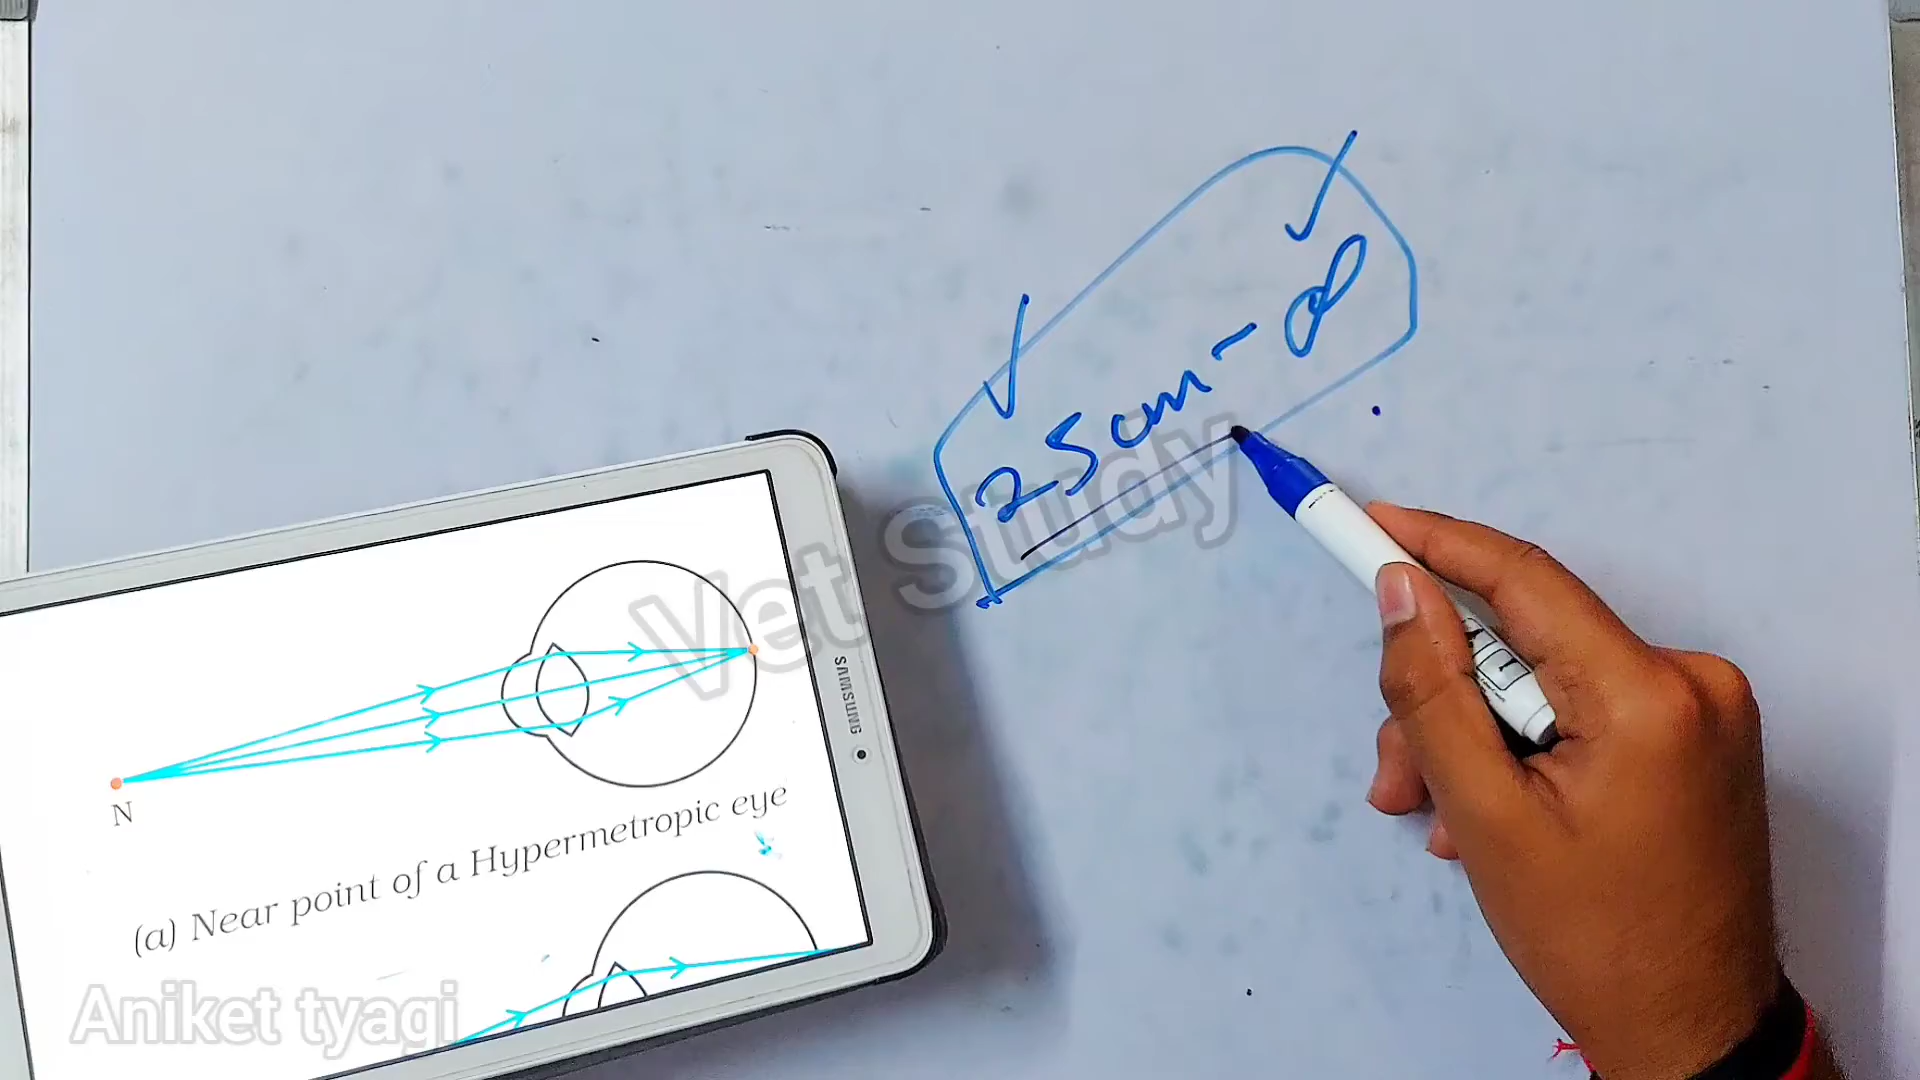 25cm - ∞
Vet Study
SAMSUNG
N
(a) Near point of a Hypermetropic eye
Aniket tyagi